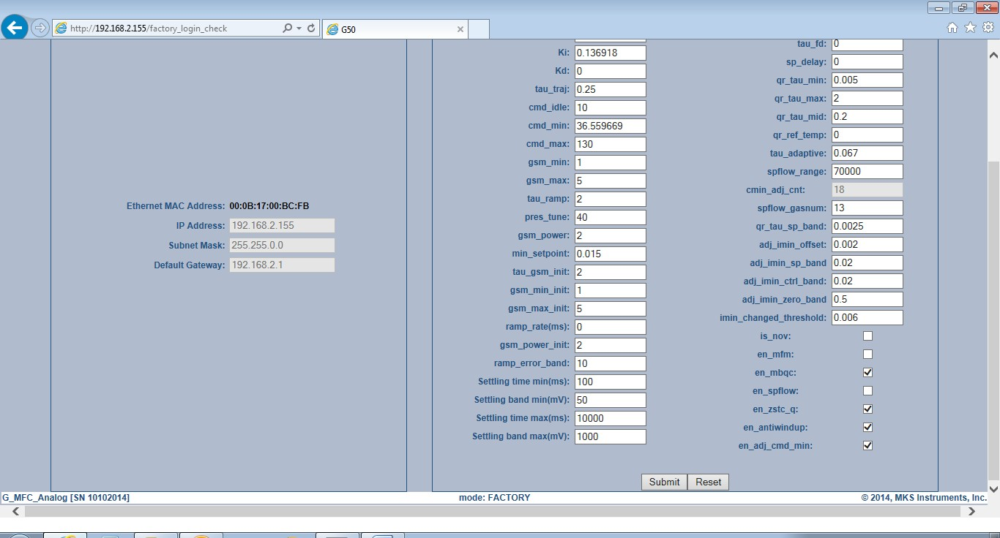 http://192.168.2.155/factory_login_check
G50
Ethernet MAC Address: 00:0B:17:00:BC:FB
IP Address: 192.168.2.155
Subnet Mask: 255.255.0.0
Default Gateway: 192.168.2.1
Ki: 0.136918
Kd: 0
tau_traj: 0.25
cmd_idle: 10
cmd_min: 36.559669
cmd_max: 130
gsm_min: 1
gsm_max: 5
tau_ramp: 2
pres_tune: 40
gsm_power: 2
min_setpoint: 0.015
tau_gsm_init: 2
gsm_min_init: 1
gsm_max_init: 5
ramp_rate(ms): 0
gsm_power_init: 2
ramp_error_band: 10
Settling time min(ms): 100
Settling band min(mV): 50
Settling time max(ms): 10000
Settling band max(mV): 1000
tau_fd: 0
sp_delay: 0
qr_tau_min: 0.005
qr_tau_max: 2
qr_tau_mid: 0.2
qr_ref_temp: 0
tau_adaptive: 0.067
spflow_range: 70000
cmin_adj_cnt: 18
spflow_gasnum: 13
qr_tau_sp_band: 0.0025
adj_imin_offset: 0.002
adj_imin_sp_band 0.02
adj_imin_ctrl_band: 0.02
adj_imin_zero_band 0.5
imin_changed_threshold: 0.006
is_nov:
en_mfm:
en_mbqc:
en_spflow:
en_zstc_q:
en_antiwindup:
en_adj_cmd_min:
Submit Reset
G_MFC_Analog [SN 10102014] mode: FACTORY © 2014, MKS Instruments, Inc.